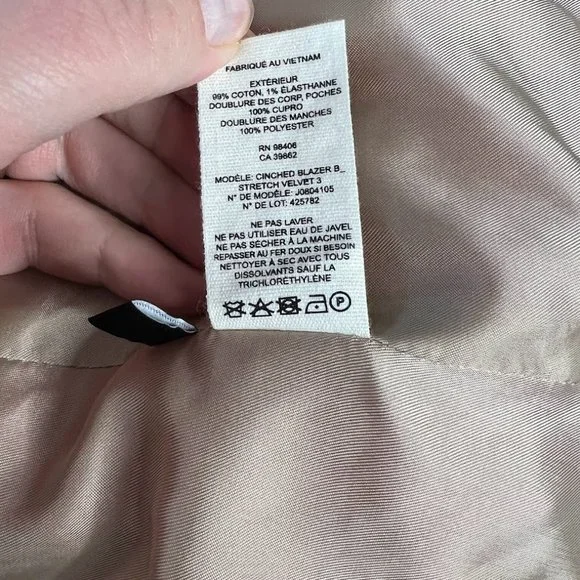 FABRIQUÉ AU VIETNAM
EXTÉRIEUR
99% COTON, 1% ÉLASTHANNE
DOUBLURE DES CORP, POCHES
100% CUPRO
DOUBLURE DES MANCHES
100% POLYESTER
RN 98406
CA 39862
MODÈLE: CINCHED BLAZER B_
STRETCH VELVET 3
N° DE MODÈLE: J0804105
N° DE LOT: 425782
NE PAS LAVER
NE PAS UTILISER EAU DE JAVEL
NE PAS SÉCHER À LA MACHINE
REPASSER AU FER DOUX SI BESOIN
NETTOYER À SEC AVEC TOUS
DISSOLVANTS SAUF LA
TRICHLORETHYLÈNE
P